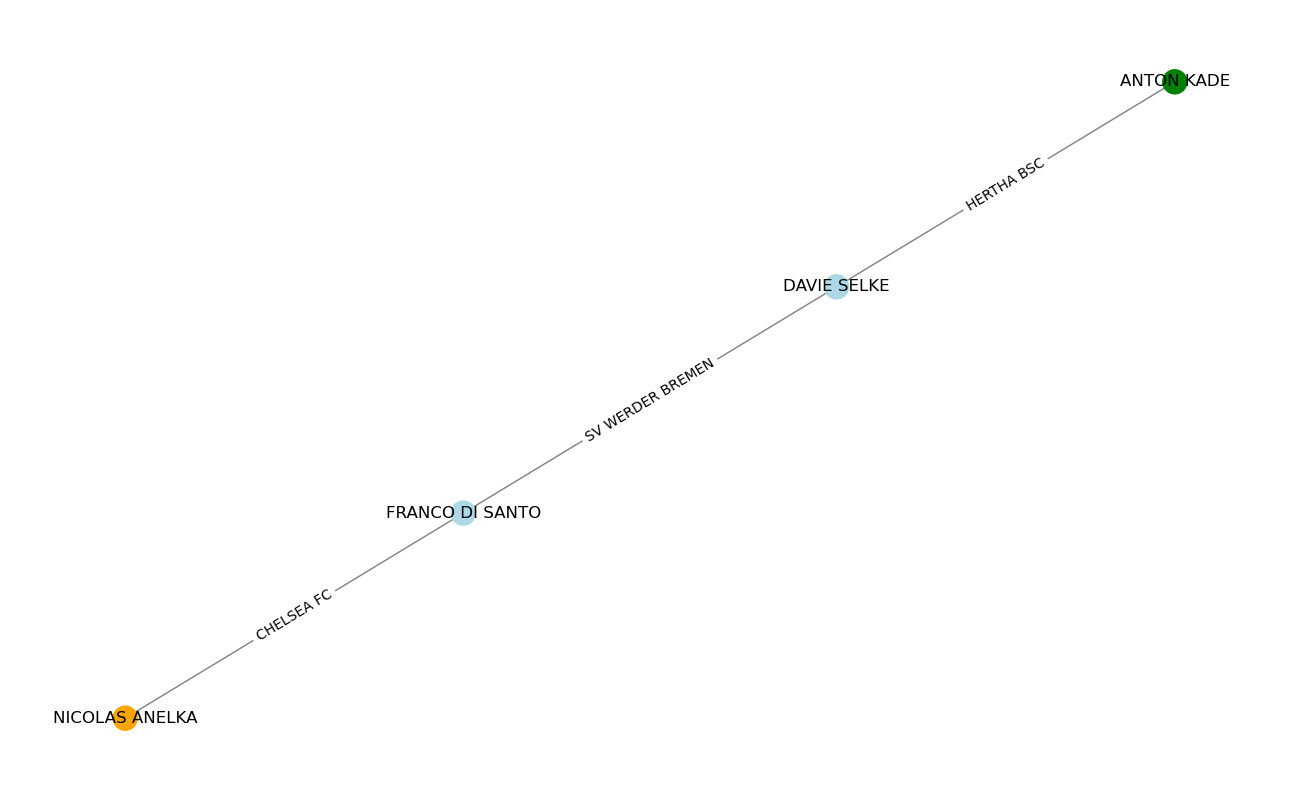 ANTON KADE
HERTHA BSC
DAVIE SELKE
SV WERDER BREMEN
FRANCO DI SANTO
CHELSEA FC
NICOLAS ANELKA